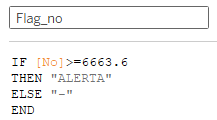 Flag_no
IF [No]>=6663.6
THEN "ALERTA"
ELSE "-"
END